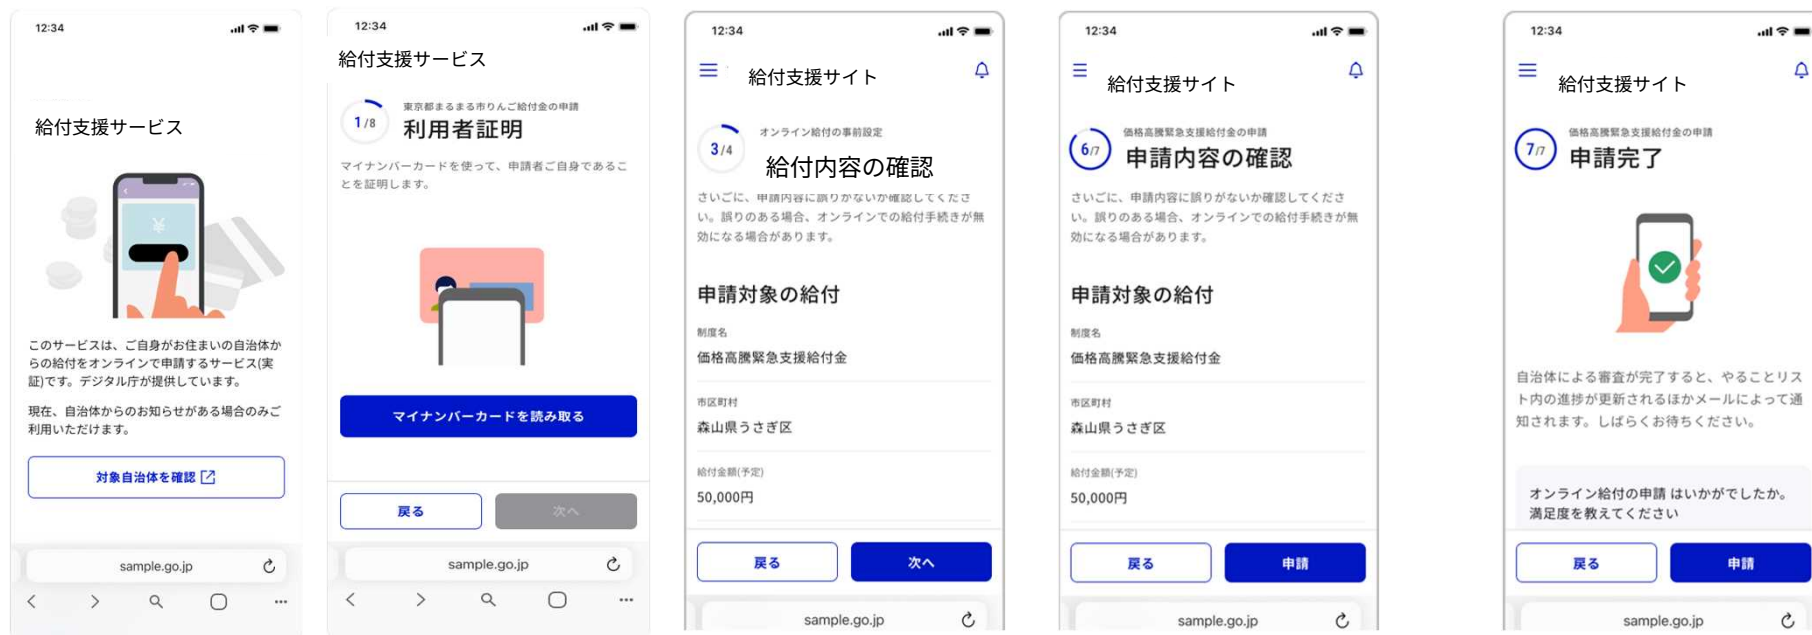 12:34
給付支援サービス
¥
このサービスは、ご自身がお住まいの自治体か
らの給付をオンラインで申請するサービス(実
証)です。デジタル庁が提供しています。
現在、自治体からのお知らせがある場合のみご
利用いただけます。
対象自治体を確認
sample.go.jp
12:34
給付支援サービス
1/8
東京都まるまる市りんご給付金の申請
利用者証明
マイナンバーカードを使って、申請者ご自身であるこ
とを証明します。
マイナンバーカードを読み取る
戻る
次へ
sample.go.jp
12:34
給付支援サイト
3/4
オンライン給付の事前設定
給付内容の確認
さいごに、申請内容に誤りがないか確認してくださ
い。誤りのある場合、オンラインでの給付手続きが無
効になる場合があります。
申請対象の給付
制度名
価格高騰緊急支援給付金
市区町村
森山県うさぎ区
給付金額(予定)
50,000円
戻る
次へ
sample.go.jp
12:34
給付支援サイト
6/7
価格高騰緊急支援給付金の申請
申請内容の確認
さいごに、申請内容に誤りがないか確認してくださ
い。誤りのある場合、オンラインでの給付手続きが無
効になる場合があります。
申請対象の給付
制度名
価格高騰緊急支援給付金
市区町村
森山県うさぎ区
給付金額(予定)
50,000円
戻る
申請
sample.go.jp
12:34
給付支援サイト
7/7
価格高騰緊急支援給付金の申請
申請完了
自治体による審査が完了すると、やることリス
ト内の進捗が更新されるほかメールによって通
知されます。しばらくお待ちください。
オンライン給付の申請 はいかがでしたか。
満足度を教えてください
戻る
申請
sample.go.jp